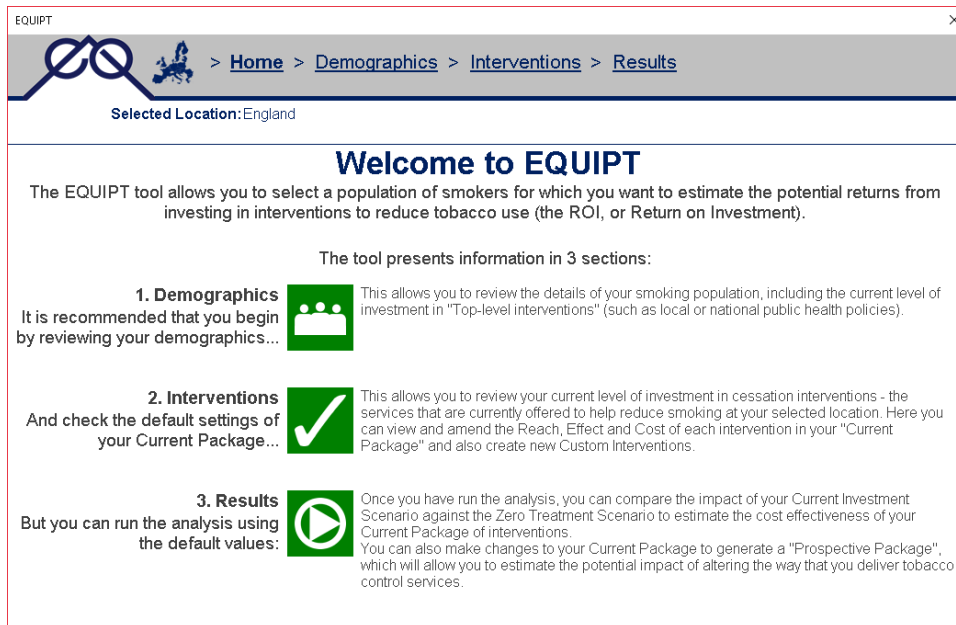 EQUIPT
> Home > Demographics > Interventions > Results
Selected Location: England
Welcome to EQUIPT
The EQUIPT tool allows you to select a population of smokers for which you want to estimate the potential returns from
investing in interventions to reduce tobacco use (the ROI, or Return on Investment).
The tool presents information in 3 sections:
1. Demographics
It is recommended that you begin
by reviewing your demographics...
This allows you to review the details of your smoking population, including the current level of
investment in "Top-level interventions" (such as local or national public health policies).
2. Interventions
And check the default settings of
your Current Package...
This allows you to review your current level of investment in cessation interventions - the
services that are currently offered to help reduce smoking at your selected location. Here you
can view and amend the Reach, Effect and Cost of each intervention in your "Current
Package" and also create new Custom Interventions.
3. Results
But you can run the analysis using
the default values:
Once you have run the analysis, you can compare the impact of your Current Investment
Scenario against the Zero Treatment Scenario to estimate the cost effectiveness of your
Current Package of interventions.
You can also make changes to your Current Package to generate a "Prospective Package",
which will allow you to estimate the potential impact of altering the way that you deliver tobacco
control services.